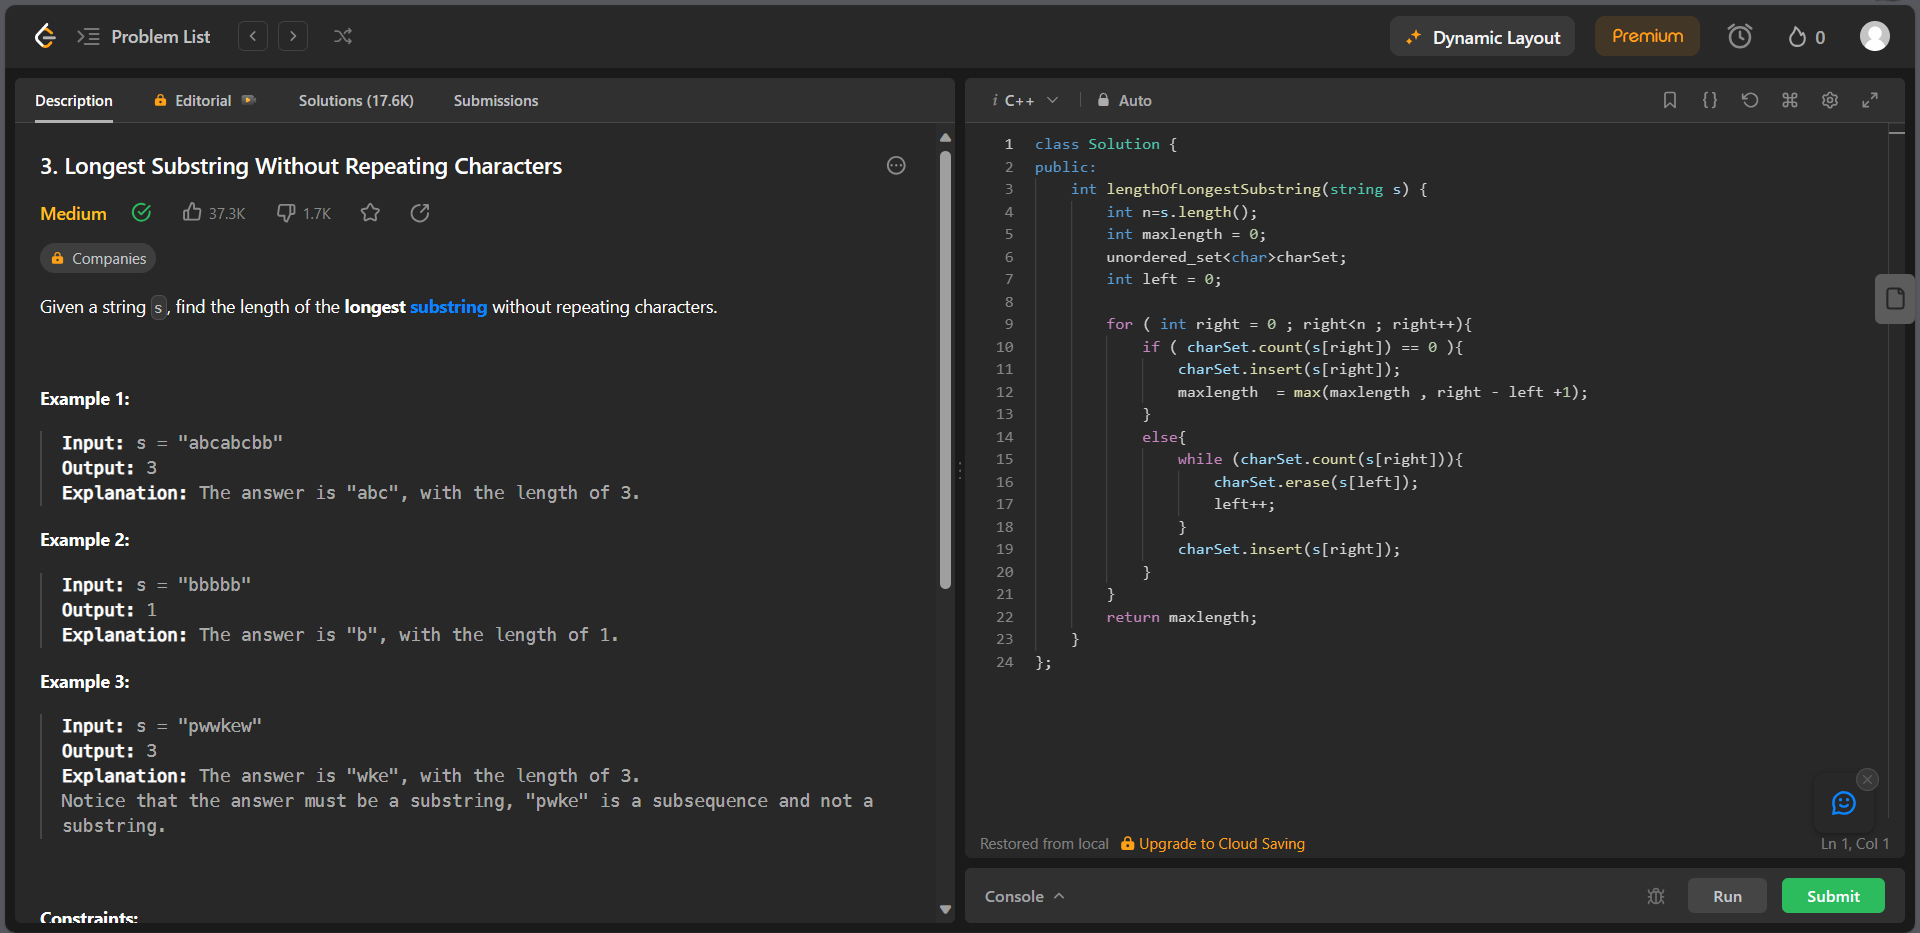 Problem List
Dynamic Layout
Premium
0
Description
Editorial
Solutions (17.6K)
Submissions
3. Longest Substring Without Repeating Characters
Medium
37.3K
1.7K
Companies
Given a string s, find the length of the longest substring without repeating characters.
Example 1:
Input: s = "abcabcbb"
Output: 3
Explanation: The answer is "abc", with the length of 3.
Example 2:
Input: s = "bbbbb"
Output: 1
Explanation: The answer is "b", with the length of 1.
Example 3:
Input: s = "pwwkew"
Output: 3
Explanation: The answer is "wke", with the length of 3.
Notice that the answer must be a substring, "pwke" is a subsequence and not a
substring.
Constraints:
i C++
Auto
1 class Solution {
2 public:
3     int lengthOfLongestSubstring(string s) {
4         int n=s.length();
5         int maxlength = 0;
6         unordered_set<char>charSet;
7         int left = 0;
8
9         for ( int right = 0 ; right<n ; right++){
10             if ( charSet.count(s[right]) == 0 ){
11                 charSet.insert(s[right]);
12                 maxlength  = max(maxlength , right - left +1);
13             }
14             else{
15                 while (charSet.count(s[right])){
16                     charSet.erase(s[left]);
17                     left++;
18                 }
19                 charSet.insert(s[right]);
20             }
21         }
22         return maxlength;
23     }
24 };
Restored from local
Upgrade to Cloud Saving
Ln 1, Col 1
Console
Run
Submit